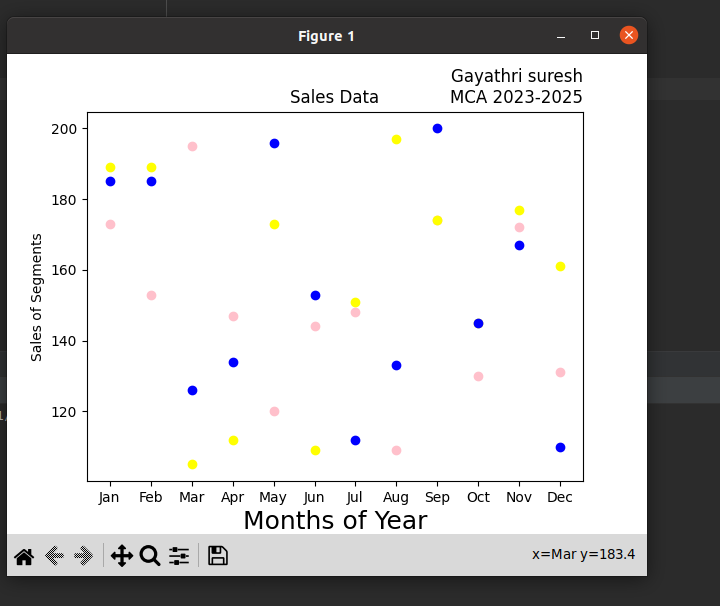 Figure 1
Gayathri suresh
Sales Data MCA 2023-2025
200
180
160
140
120
Sales of Segments
Jan Feb Mar Apr May Jun Jul Aug Sep Oct Nov Dec
Months of Year
x=Mar y=183.4